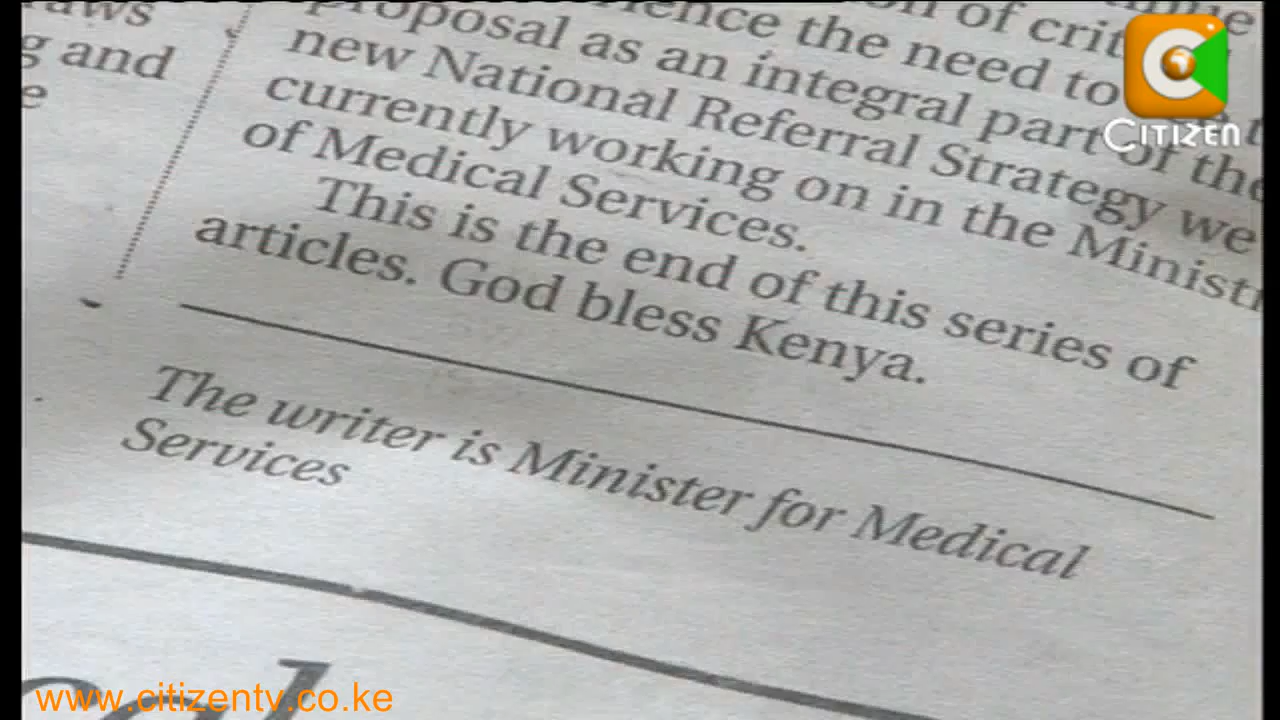 aws
g and
e
proposal as an integral part of the
new National Referral Strategy we
currently working on in the
of Medical Services.
This is the end of this series of
articles. God bless Kenya.
The writer is Minister for Medical
Services
CITIZEN
www.citizentv.co.ke